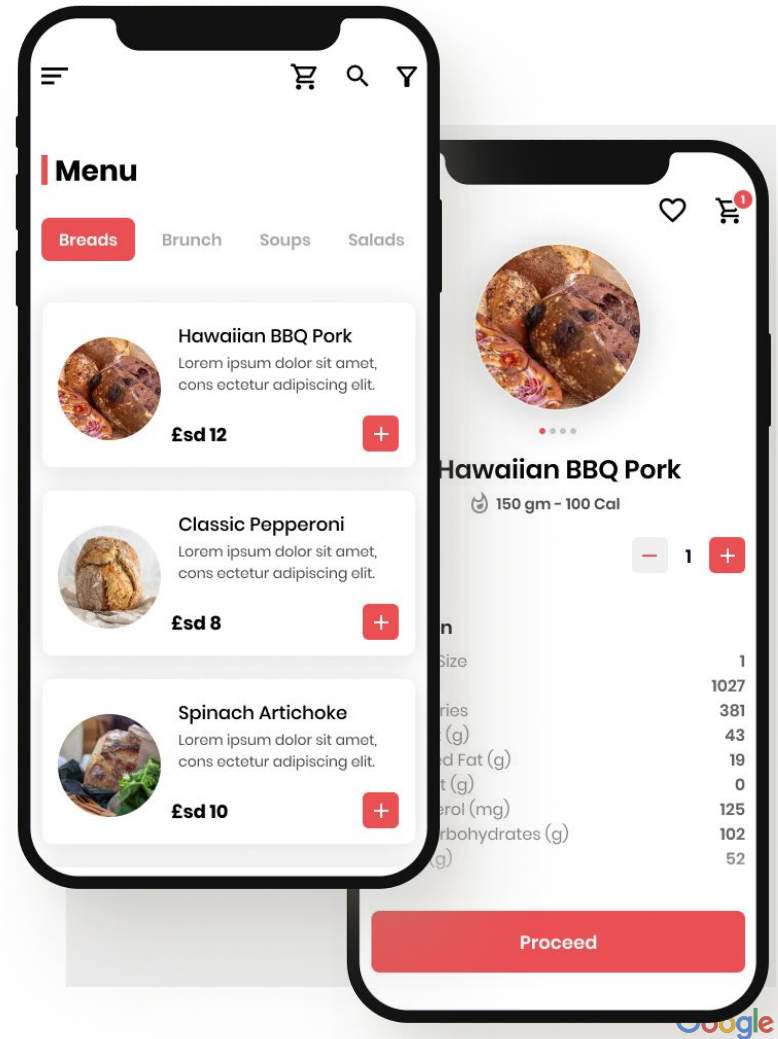 Menu
Breads Brunch Soups Salads
Hawaiian BBQ Pork
Lorem ipsum dolor sit amet,
cons ectetur adipiscing elit.
£sd 12
Classic Pepperoni
Lorem ipsum dolor sit amet,
cons ectetur adipiscing elit.
£sd 8
Spinach Artichoke
Lorem ipsum dolor sit amet,
cons ectetur adipiscing elit.
£sd 10
1
Hawaiian BBQ Pork
150 gm - 100 Cal
1
n
Size 1
1027
ries 381
(g) 43
ed Fat (g) 19
t (g) 0
erol (mg) 125
rbohydrates (g) 102
(g) 52
Proceed
Google